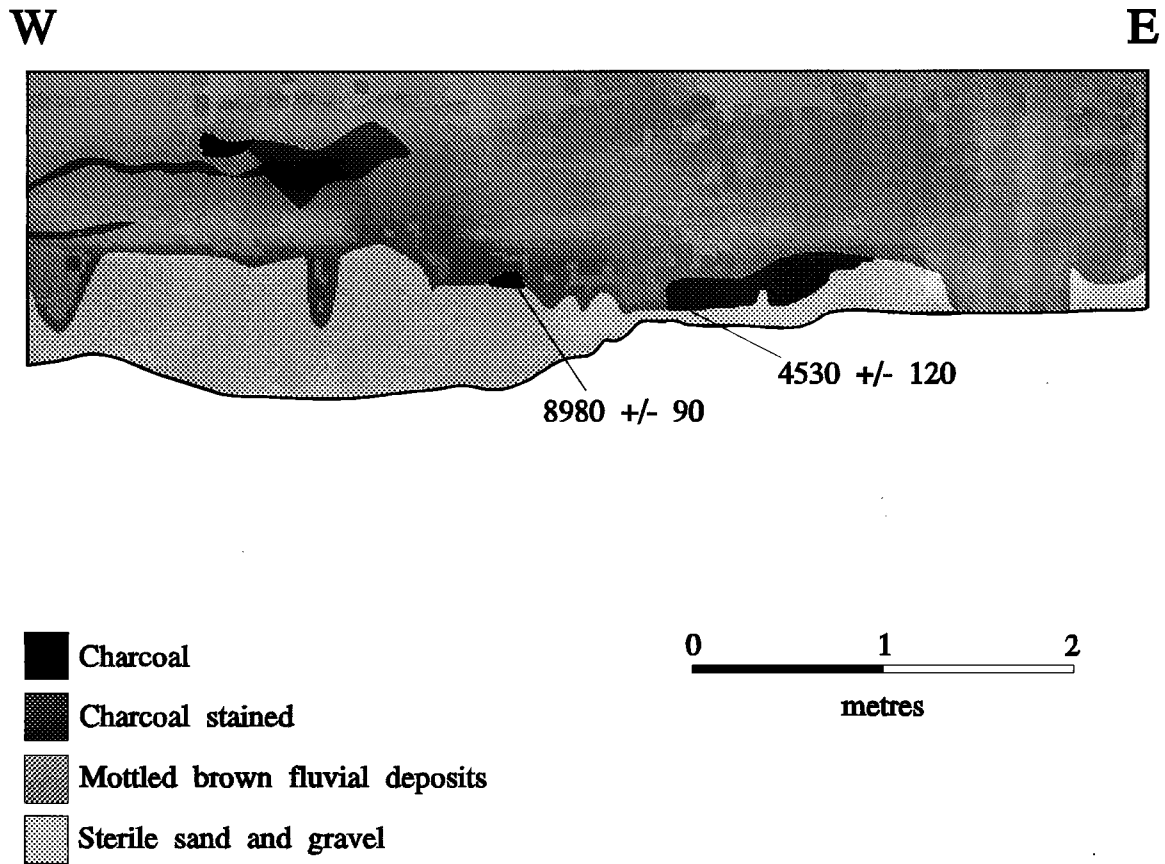 W
E
4530 +/- 120
8980 +/- 90
Charcoal
Charcoal stained
Mottled brown fluvial deposits
Sterile sand and gravel
0 1 2
metres